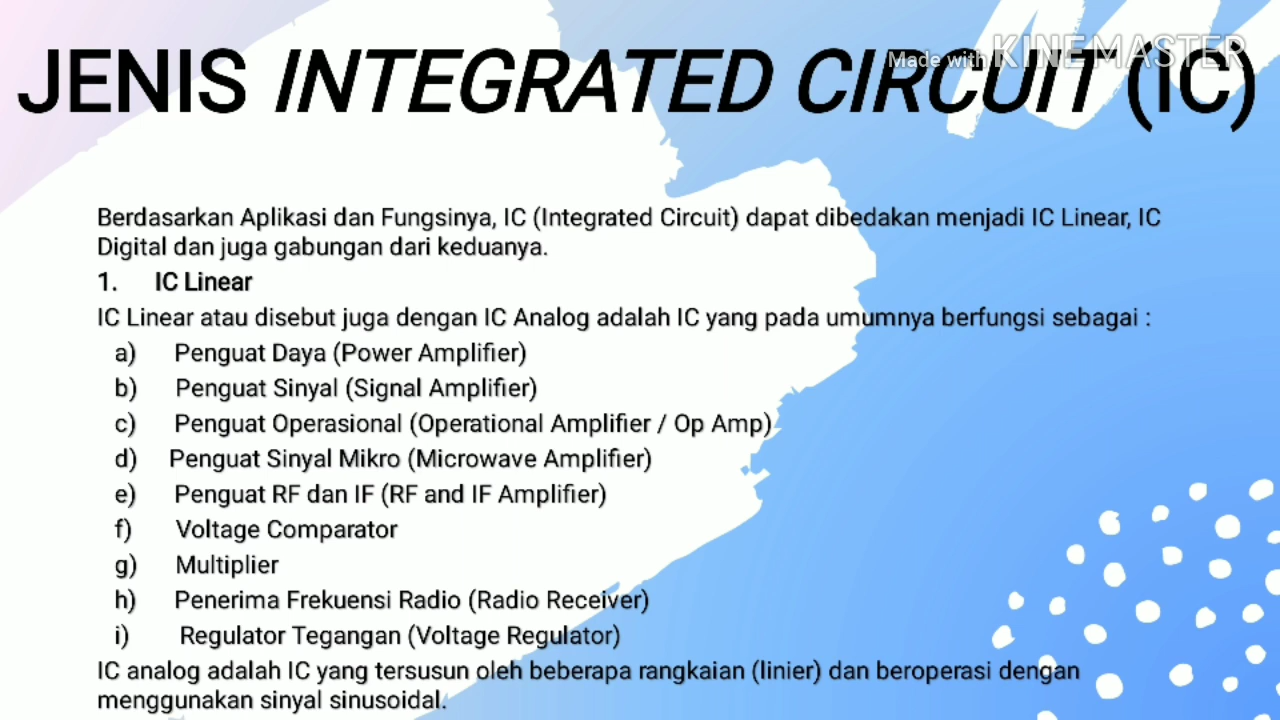 JENIS INTEGRATED CIRCUIT (IC)
Made with KINEMASTER
Berdasarkan Aplikasi dan Fungsinya, IC (Integrated Circuit) dapat dibedakan menjadi IC Linear, IC
Digital dan juga gabungan dari keduanya.
1. IC Linear
IC Linear atau disebut juga dengan IC Analog adalah IC yang pada umumnya berfungsi sebagai :
a) Penguat Daya (Power Amplifier)
b) Penguat Sinyal (Signal Amplifier)
c) Penguat Operasional (Operational Amplifier / Op Amp)
d) Penguat Sinyal Mikro (Microwave Amplifier)
e) Penguat RF dan IF (RF and IF Amplifier)
f) Voltage Comparator
g) Multiplier
h) Penerima Frekuensi Radio (Radio Receiver)
i) Regulator Tegangan (Voltage Regulator)
IC analog adalah IC yang tersusun oleh beberapa rangkaian (linier) dan beroperasi dengan
menggunakan sinyal sinusoidal.